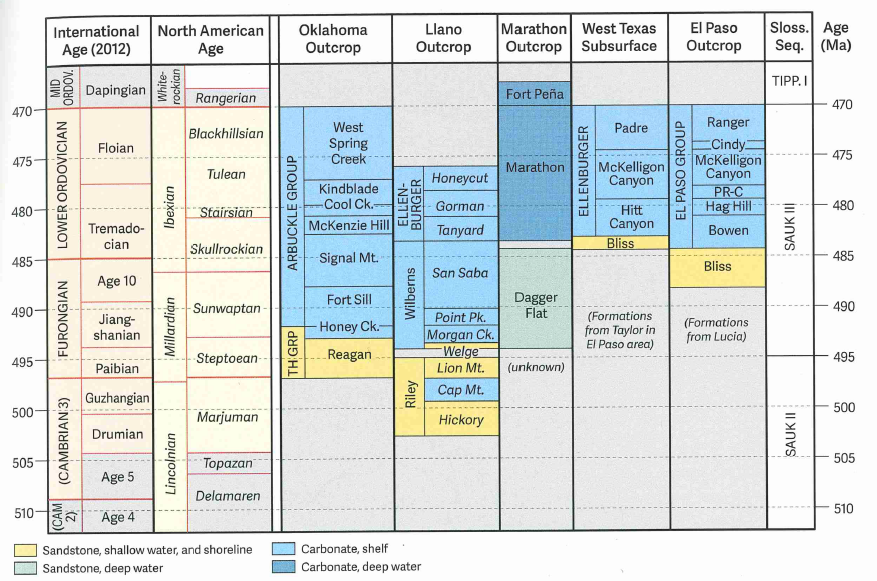 International
Age (2012)
North American
Age
Oklahoma
Outcrop
Llano
Outcrop
Marathon
Outcrop
West Texas
Subsurface
El Paso
Outcrop
Sloss.
Seq.
Age
(Ma)
470
475
480
485
490
495
500
505
510
MID
ORDOV.
LOWER ORDOVICIAN
FURONGIAN
(CAMBRIAN 3)
(CAM
2)
Dapingian
Floian
Tremado-
cian
Age 10
Jiang-
shanian
Paibian
Guzhangian
Drumian
Age 5
Age 4
White-
rockian
Ibexian
Millardian
Lincolnian
Rangerian
Blackhillsian
Tulean
Stairsian
Skullrockian
Sunwaptan
Steptoean
Marjuman
Topazan
Delamaren
ARBUCKLE GROUP
TH GRP
West
Spring
Creek
Kindblade
Cool Ck.
McKenzie Hill
Signal Mt.
Fort Sill
Honey Ck.
Reagan
ELLEN-
BURGER
Wilberns
Riley
Honeycut
Gorman
Tanyard
San Saba
Point Pk.
Morgan Ck.
Welge
Lion Mt.
Cap Mt.
Hickory
Fort Peña
Marathon
Dagger
Flat
(unknown)
ELLENBURGER
Padre
McKelligon
Canyon
Hitt
Canyon
Bliss
(Formations
from Taylor in
El Paso area)
EL PASO GROUP
Ranger
Cindy
McKelligon
Canyon
PR-C
Hag Hill
Bowen
Bliss
(Formations
from Lucia)
TIPP. I
SAUK III
SAUK II
470
475
480
485
490
495
500
505
510
Sandstone, shallow water, and shoreline
Carbonate, shelf
Sandstone, deep water
Carbonate, deep water